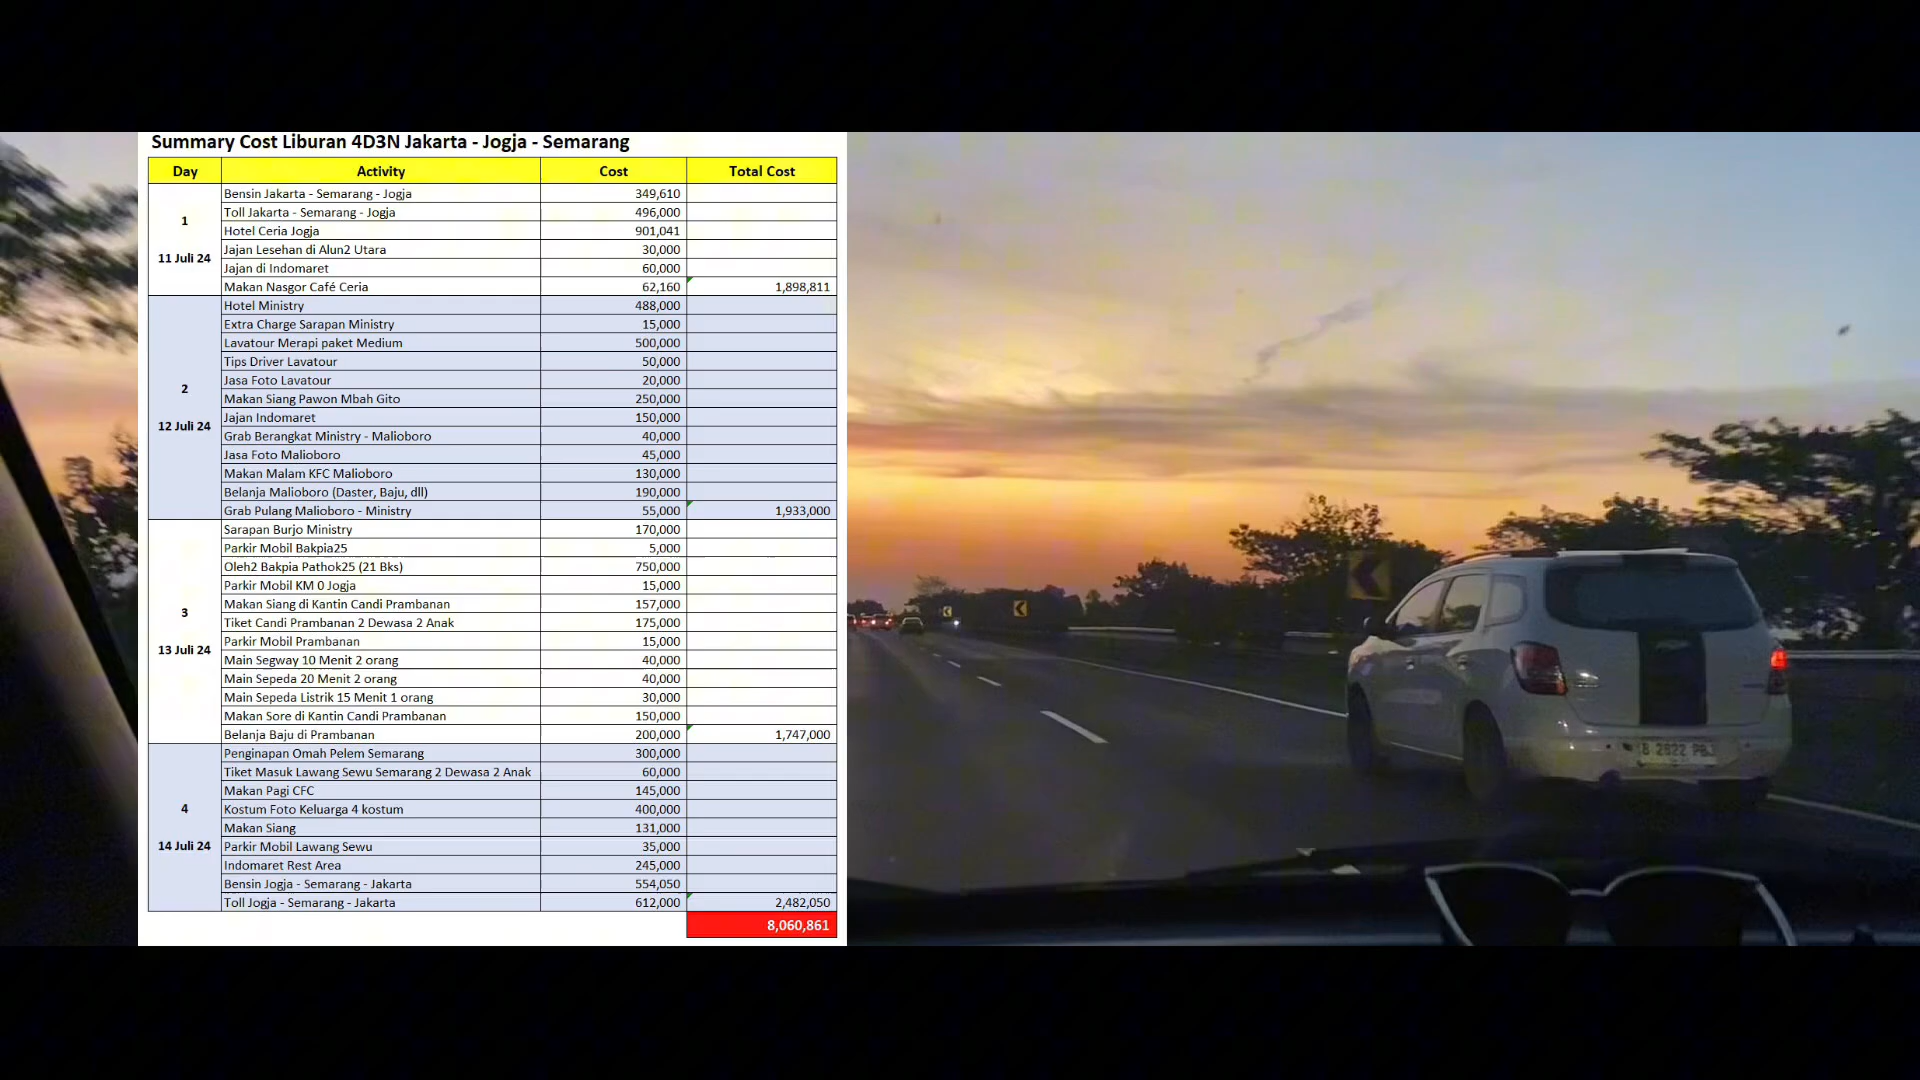 Summary Cost Liburan 4D3N Jakarta - Jogja - Semarang
Day Activity Cost Total Cost
Bensin Jakarta - Semarang - Jogja 349,610
Toll Jakarta - Semarang - Jogja 496,000
1
Hotel Ceria Jogja 901,041
Jajan Lesehan di Alun2 Utara 30,000
11 Juli 24
Jajan di Indomaret 60,000
Makan Nasgor Café Ceria 62,160 1,898,811
Hotel Ministry 488,000
Extra Charge Sarapan Ministry 15,000
Lavatour Merapi paket Medium 500,000
Tips Driver Lavatour 50,000
Jasa Foto Lavatour 20,000
2
Makan Siang Pawon Mbah Gito 250,000
Jajan Indomaret 150,000
12 Juli 24
Grab Berangkat Ministry - Malioboro 40,000
Jasa Foto Malioboro 45,000
Makan Malam KFC Malioboro 130,000
Belanja Malioboro (Daster, Baju, dll) 190,000
Grab Pulang Malioboro - Ministry 55,000 1,933,000
Sarapan Burjo Ministry 170,000
Parkir Mobil Bakpia25 5,000
Oleh2 Bakpia Pathok25 (21 Bks) 750,000
Parkir Mobil KM 0 Jogja 15,000
Makan Siang di Kantin Candi Prambanan 157,000
3
Tiket Candi Prambanan 2 Dewasa 2 Anak 175,000
Parkir Mobil Prambanan 15,000
13 Juli 24
Main Segway 10 Menit 2 orang 40,000
Main Sepeda 20 Menit 2 orang 40,000
Main Sepeda Listrik 15 Menit 1 orang 30,000
Makan Sore di Kantin Candi Prambanan 150,000
Belanja Baju di Prambanan 200,000 1,747,000
Penginapan Omah Pelem Semarang 300,000
Tiket Masuk Lawang Sewu Semarang 2 Dewasa 2 Anak 60,000
Makan Pagi CFC 145,000
4
Kostum Foto Keluarga 4 kostum 400,000
Makan Siang 131,000
14 Juli 24
Parkir Mobil Lawang Sewu 35,000
Indomaret Rest Area 245,000
Bensin Jogja - Semarang - Jakarta 554,050
Toll Jogja - Semarang - Jakarta 612,000 2,482,050
8,060,861